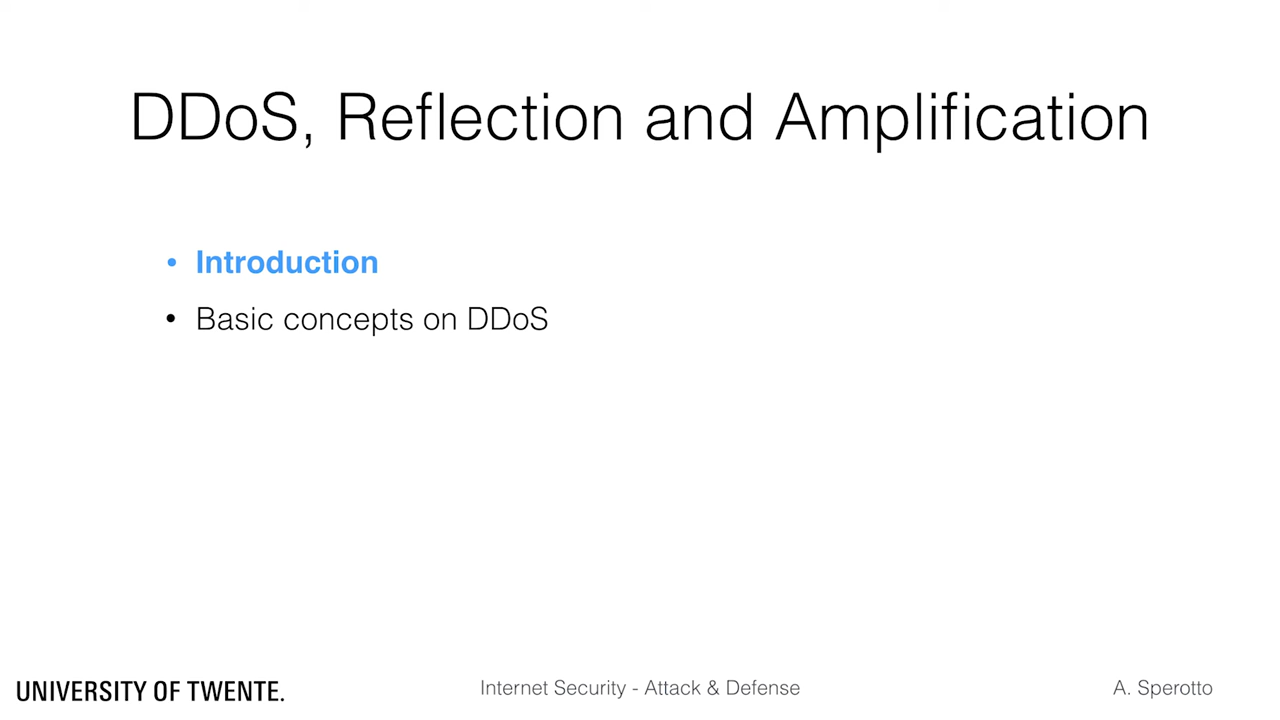 DDoS, Reflection and Amplification
• Introduction
• Basic concepts on DDoS
UNIVERSITY OF TWENTE.
Internet Security - Attack & Defense
A. Sperotto